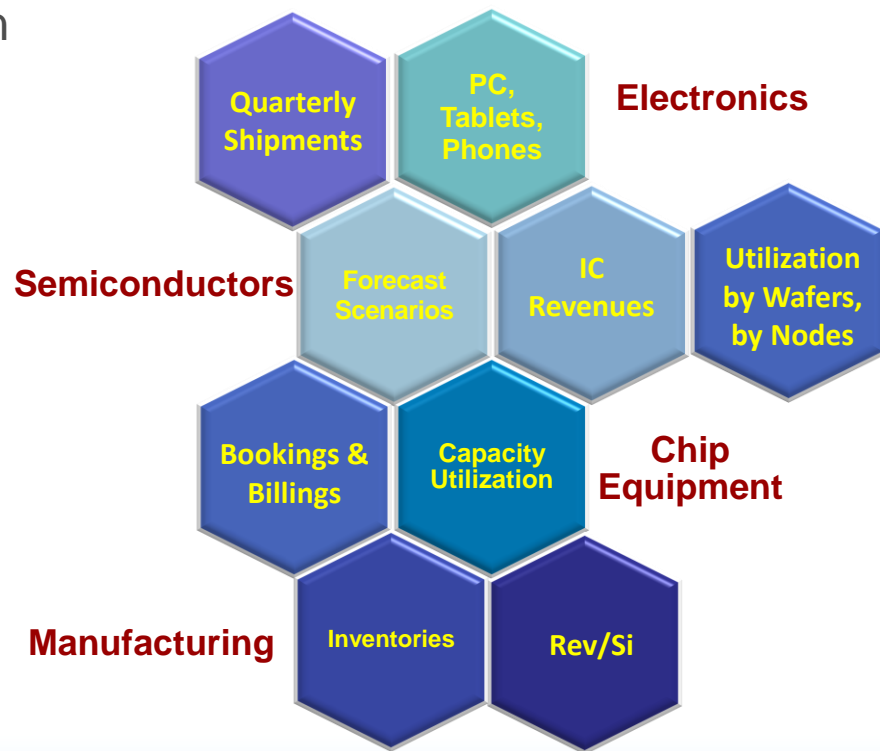 n
Quarterly
Shipments
PC,
Tablets,
Phones
Electronics
Semiconductors
Forecast
Scenarios
IC
Revenues
Utilization
by Wafers,
by Nodes
Bookings &
Billings
Capacity
Utilization
Chip
Equipment
Manufacturing
Inventories
Rev/Si